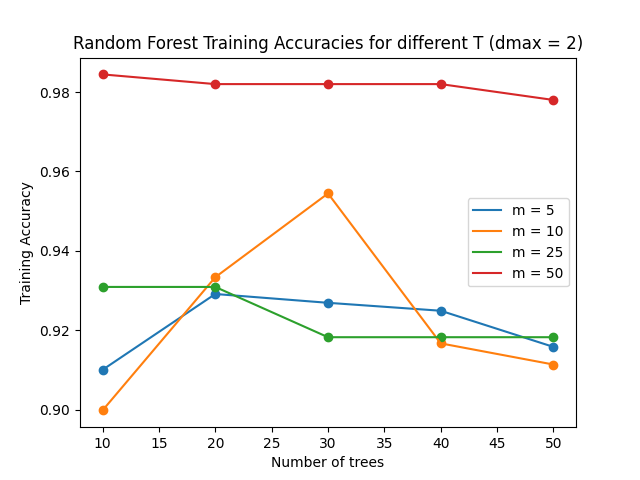 Random Forest Training Accuracies for different T (dmax = 2)
0.98
0.96
0.94
0.92
0.90
Training Accuracy
m = 5
m = 10
m = 25
m = 50
10 15 20 25 30 35 40 45 50
Number of trees